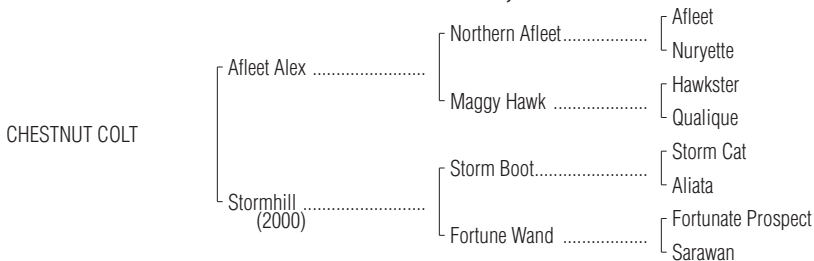 Afleet
Northern Afleet.......................
Nuryette
Afleet Alex ..............................
Hawkster
Maggy Hawk .........................
Qualique
CHESTNUT COLT
Storm Cat
Storm Boot..............................
Aliata
Stormhill .................................
(2000)
Fortunate Prospect
Fortune Wand .......................
Sarawan